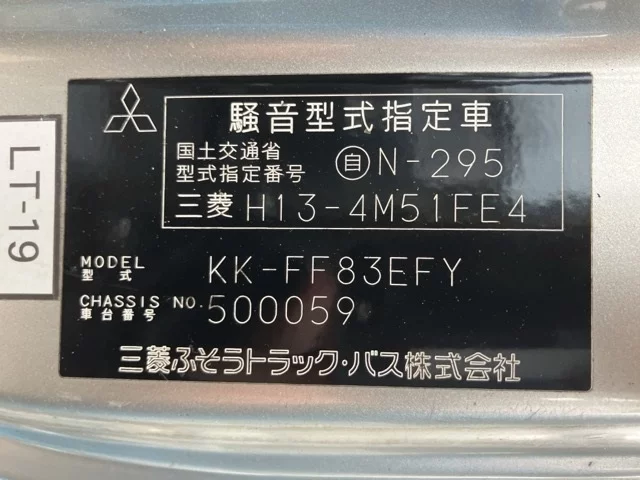 騒音型式指定車
国土交通省
型式指定番号 自N-295
三菱 H13-4M51FE4
MODEL
型式 KK-FF83EFY
CHASSIS NO.
車台番号 500059
三菱ふそうトラック・バス株式会社
LT-19